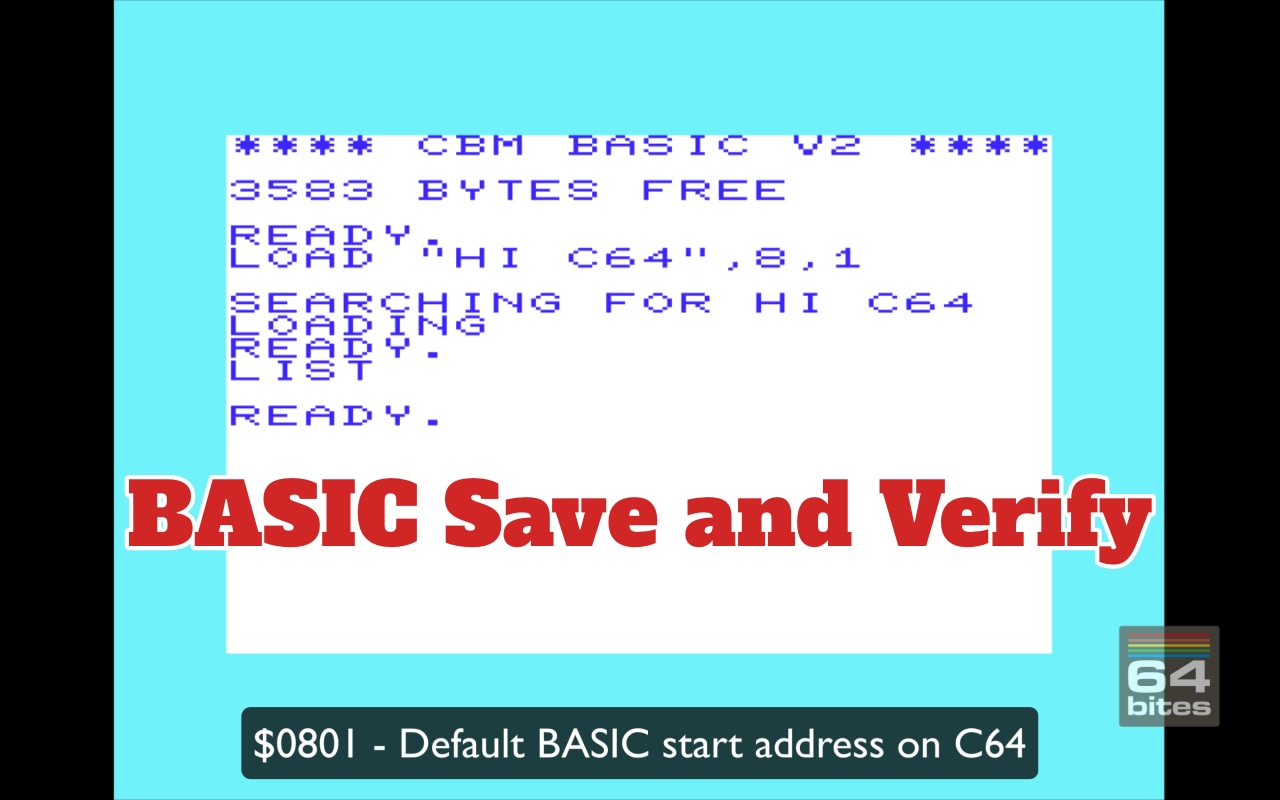 **** CBM BASIC V2 ****
3583 BYTES FREE
READY.
LOAD "HI C64",8,1
SEARCHING FOR HI C64
LOADING
READY.
LIST
READY.
BASIC Save and Verify
64
bites
$0801 - Default BASIC start address on C64